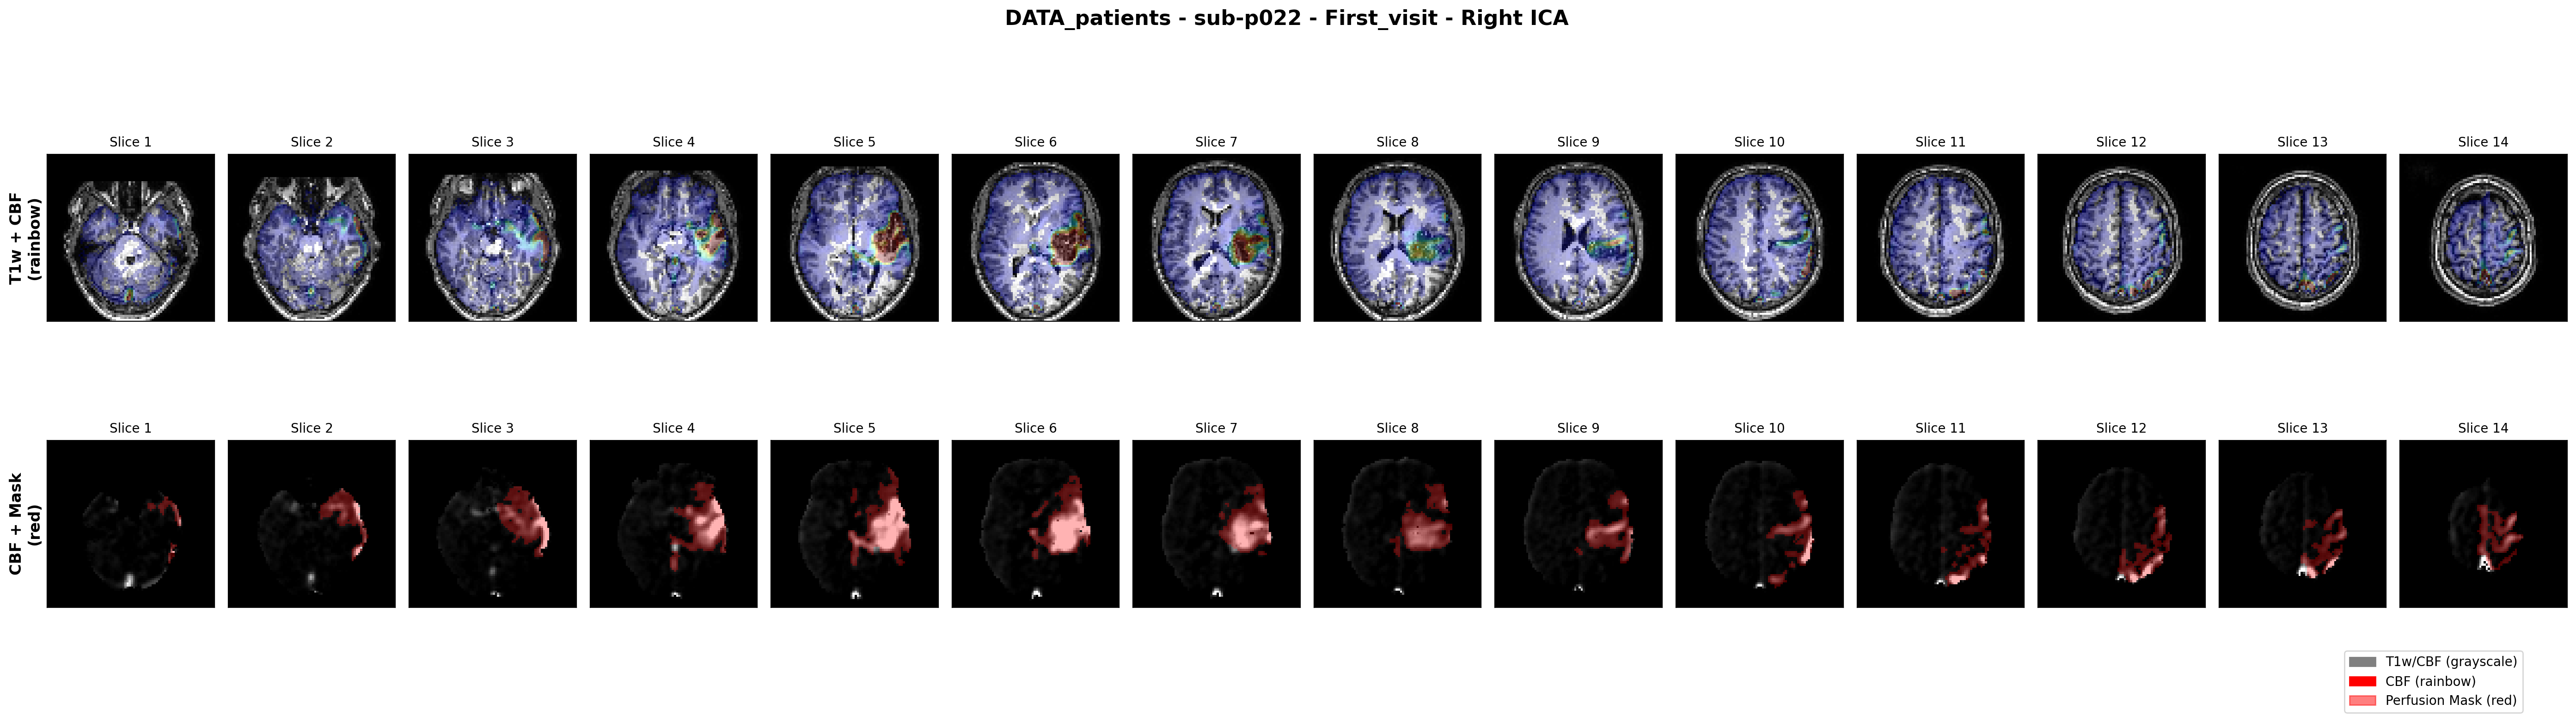 DATA_patients - sub-p022 - First_visit - Right ICA
Slice 1 Slice 2 Slice 3 Slice 4 Slice 5 Slice 6 Slice 7 Slice 8 Slice 9 Slice 10 Slice 11 Slice 12 Slice 13 Slice 14
T1w + CBF
(rainbow)
Slice 1 Slice 2 Slice 3 Slice 4 Slice 5 Slice 6 Slice 7 Slice 8 Slice 9 Slice 10 Slice 11 Slice 12 Slice 13 Slice 14
CBF + Mask
(red)
T1w/CBF (grayscale)
CBF (rainbow)
Perfusion Mask (red)